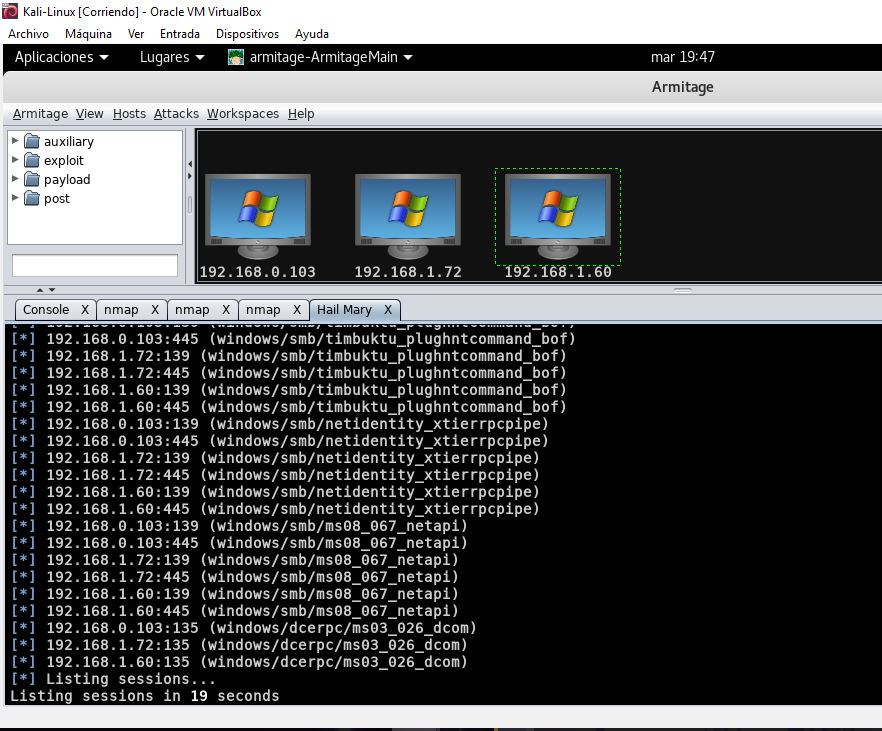 Kali-Linux [Corriendo] - Oracle VM VirtualBox
Archivo Máquina Ver Entrada Dispositivos Ayuda
Aplicaciones Lugares armitage-ArmitageMain mar 19:47
Armitage
Armitage View Hosts Attacks Workspaces Help
auxiliary
exploit
payload
post
192.168.0.103 192.168.1.72 192.168.1.60
Console X nmap X nmap X nmap X Hail Mary X
[*] 192.168.0.103:139 (windows/smb/timbuktu_plughntcommand_bof)
[*] 192.168.0.103:445 (windows/smb/timbuktu_plughntcommand_bof)
[*] 192.168.1.72:139 (windows/smb/timbuktu_plughntcommand_bof)
[*] 192.168.1.72:445 (windows/smb/timbuktu_plughntcommand_bof)
[*] 192.168.1.60:139 (windows/smb/timbuktu_plughntcommand_bof)
[*] 192.168.1.60:445 (windows/smb/timbuktu_plughntcommand_bof)
[*] 192.168.0.103:139 (windows/smb/netidentity_xtierrpcpipe)
[*] 192.168.0.103:445 (windows/smb/netidentity_xtierrpcpipe)
[*] 192.168.1.72:139 (windows/smb/netidentity_xtierrpcpipe)
[*] 192.168.1.72:445 (windows/smb/netidentity_xtierrpcpipe)
[*] 192.168.1.60:139 (windows/smb/netidentity_xtierrpcpipe)
[*] 192.168.1.60:445 (windows/smb/netidentity_xtierrpcpipe)
[*] 192.168.0.103:139 (windows/smb/ms08_067_netapi)
[*] 192.168.0.103:445 (windows/smb/ms08_067_netapi)
[*] 192.168.1.72:139 (windows/smb/ms08_067_netapi)
[*] 192.168.1.72:445 (windows/smb/ms08_067_netapi)
[*] 192.168.1.60:139 (windows/smb/ms08_067_netapi)
[*] 192.168.1.60:445 (windows/smb/ms08_067_netapi)
[*] 192.168.0.103:135 (windows/dcerpc/ms03_026_dcom)
[*] 192.168.1.72:135 (windows/dcerpc/ms03_026_dcom)
[*] 192.168.1.60:135 (windows/dcerpc/ms03_026_dcom)
[*] Listing sessions...
Listing sessions in 19 seconds